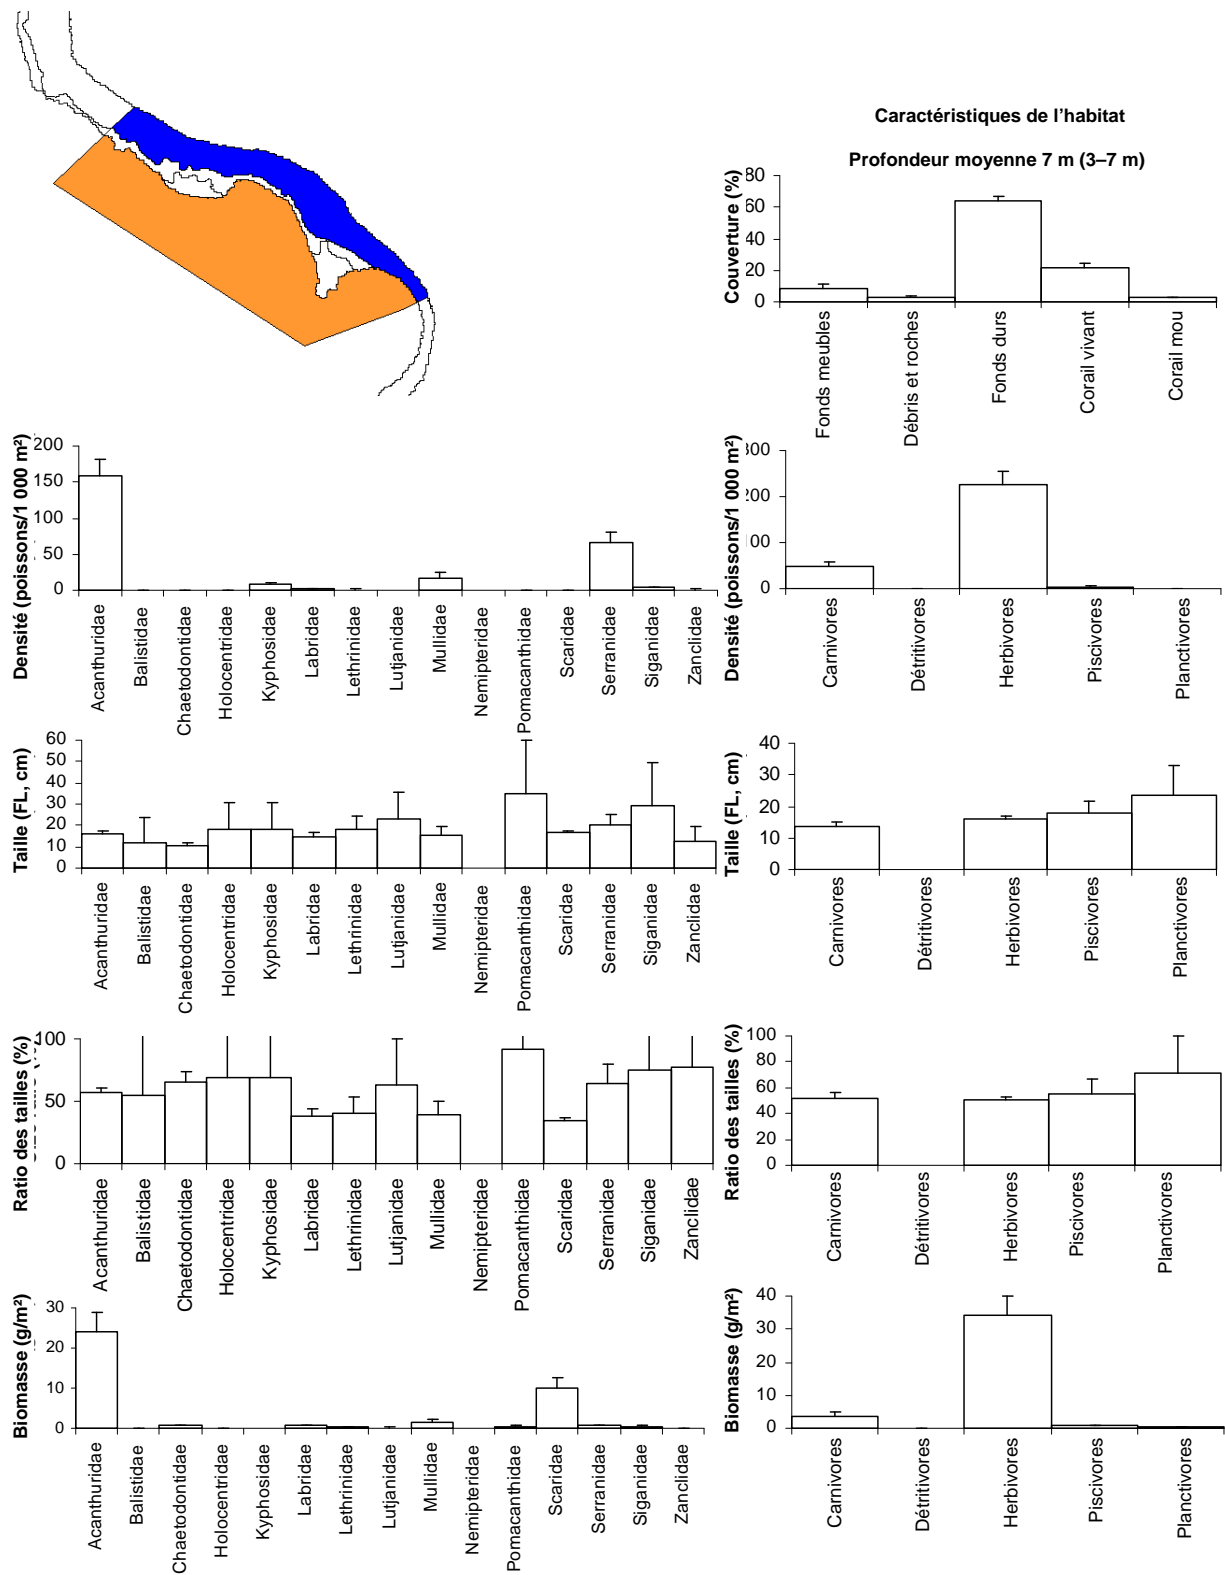 Caractéristiques de l'habitat
Profondeur moyenne 7 m (3–7 m)
Couverture (%)
80
60
40
20
0
Fonds meubles
Débris et roches
Fonds durs
Corail vivant
Corail mou
Densité (poissons/1 000 m²)
200
150
100
50
0
Acanthuridae
Balistidae
Chaetodontidae
Holocentridae
Kyphosidae
Labridae
Lethrinidae
Lutjanidae
Mullidae
Nemipteridae
Pomacanthidae
Scaridae
Serranidae
Siganidae
Zanclidae
Densité (poissons/1 000 m²)
300
200
100
0
Carnivores
Détritivores
Herbivores
Piscivores
Planctivores
Taille (FL, cm)
60
50
40
30
20
10
0
Acanthuridae
Balistidae
Chaetodontidae
Holocentridae
Kyphosidae
Labridae
Lethrinidae
Lutjanidae
Mullidae
Nemipteridae
Pomacanthidae
Scaridae
Serranidae
Siganidae
Zanclidae
Taille (FL, cm)
40
30
20
10
0
Carnivores
Détritivores
Herbivores
Piscivores
Planctivores
Ratio des tailles (%)
100
50
0
Acanthuridae
Balistidae
Chaetodontidae
Holocentridae
Kyphosidae
Labridae
Lethrinidae
Lutjanidae
Mullidae
Nemipteridae
Pomacanthidae
Scaridae
Serranidae
Siganidae
Zanclidae
Ratio des tailles (%)
100
80
60
40
20
0
Carnivores
Détritivores
Herbivores
Piscivores
Planctivores
Biomasse (g/m²)
30
20
10
0
Acanthuridae
Balistidae
Chaetodontidae
Holocentridae
Kyphosidae
Labridae
Lethrinidae
Lutjanidae
Mullidae
Nemipteridae
Pomacanthidae
Scaridae
Serranidae
Siganidae
Zanclidae
Biomasse (g/m²)
40
30
20
10
0
Carnivores
Détritivores
Herbivores
Piscivores
Planctivores